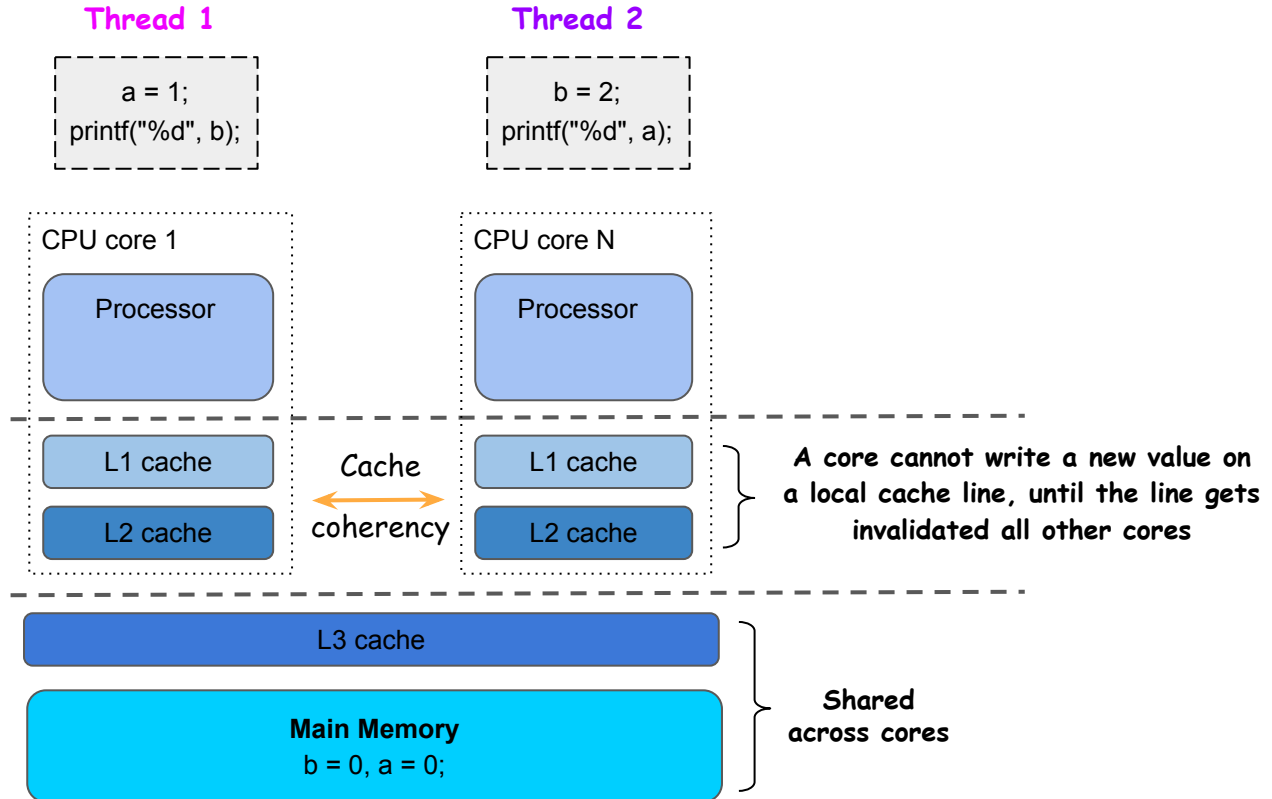 Thread 1
Thread 2
a = 1;
printf("%d", b);
b = 2;
printf("%d", a);
CPU core 1
CPU core N
Processor
Processor
L1 cache
L2 cache
Cache
coherency
L1 cache
L2 cache
A core cannot write a new value on
a local cache line, until the line gets
invalidated all other cores
L3 cache
Main Memory
b = 0, a = 0;
Shared
across cores